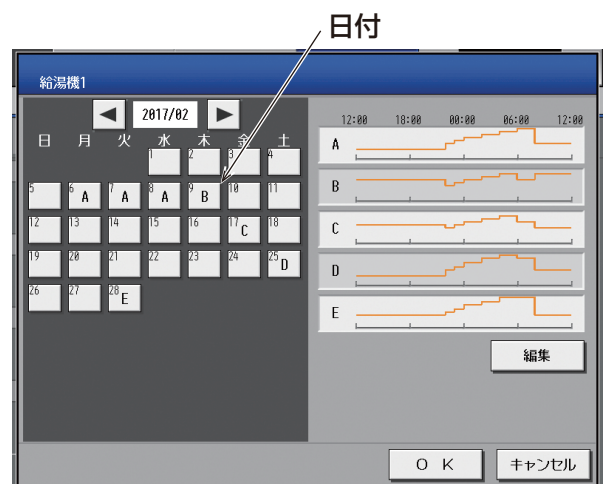 日付
給湯機1
2017/02
日 月 火 水 木 金 土
1 2 3 4
5 6 A 7 A 8 A 9 B 10 11
12 13 14 15 16 17 C 18
19 20 21 22 23 24 25 D
26 27 28 E
12:00 18:00 00:00 06:00 12:00
A
B
C
D
E
編集
OK キャンセル